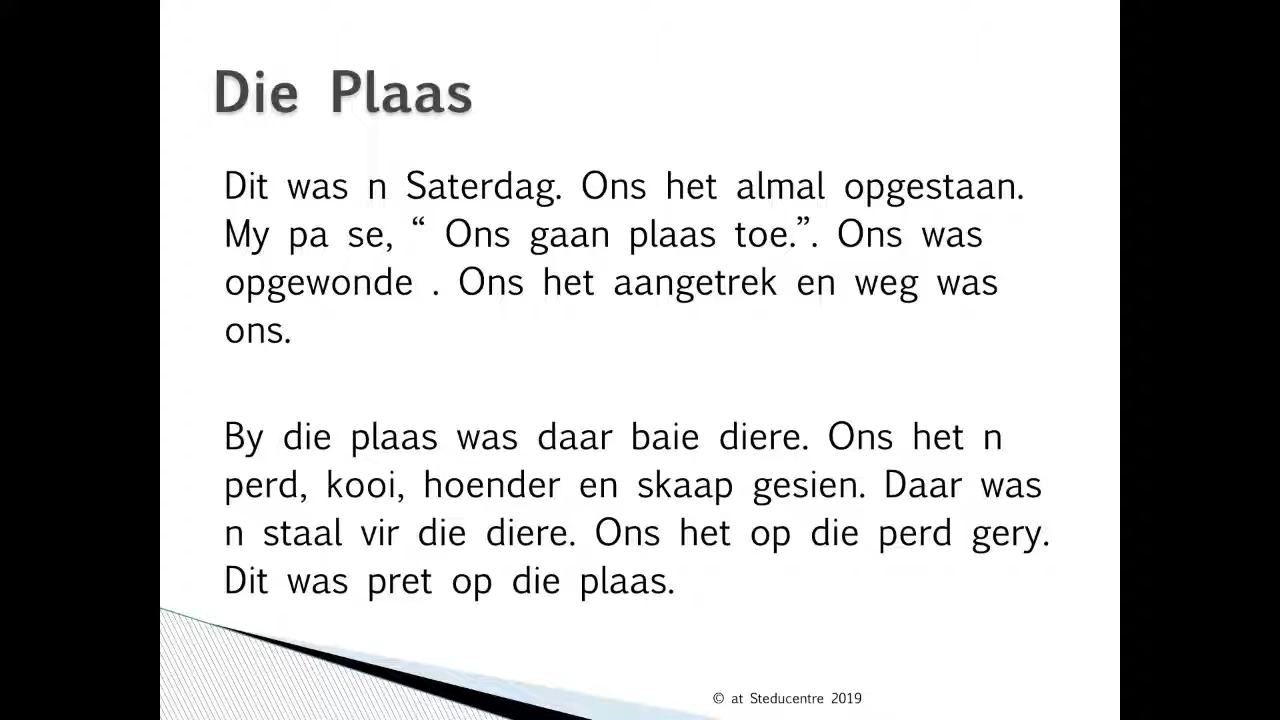 Die Plaas
Dit was n Saterdag. Ons het almal opgestaan.
My pa se, “ Ons gaan plaas toe.”. Ons was
opgewonde . Ons het aangetrek en weg was
ons.
By die plaas was daar baie diere. Ons het n
perd, kooi, hoender en skaap gesien. Daar was
n staal vir die diere. Ons het op die perd gery.
Dit was pret op die plaas.
© at Steducentre 2019